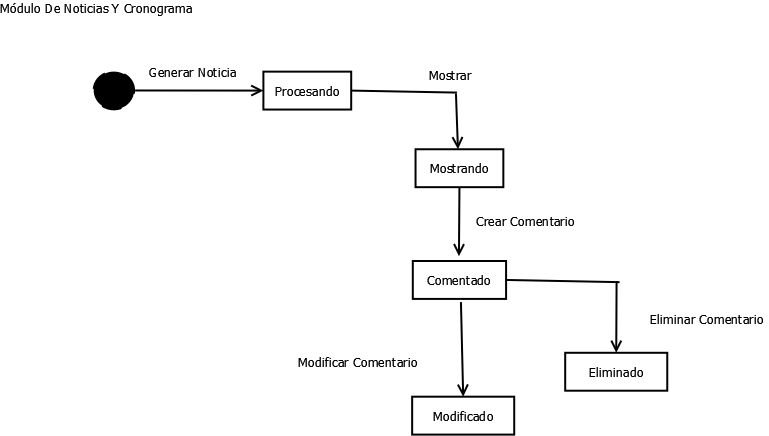 Módulo De Noticias Y Cronograma
Generar Noticia
Mostrar
Procesando
Mostrando
Crear Comentario
Comentado
Eliminar Comentario
Modificar Comentario
Eliminado
Modificado